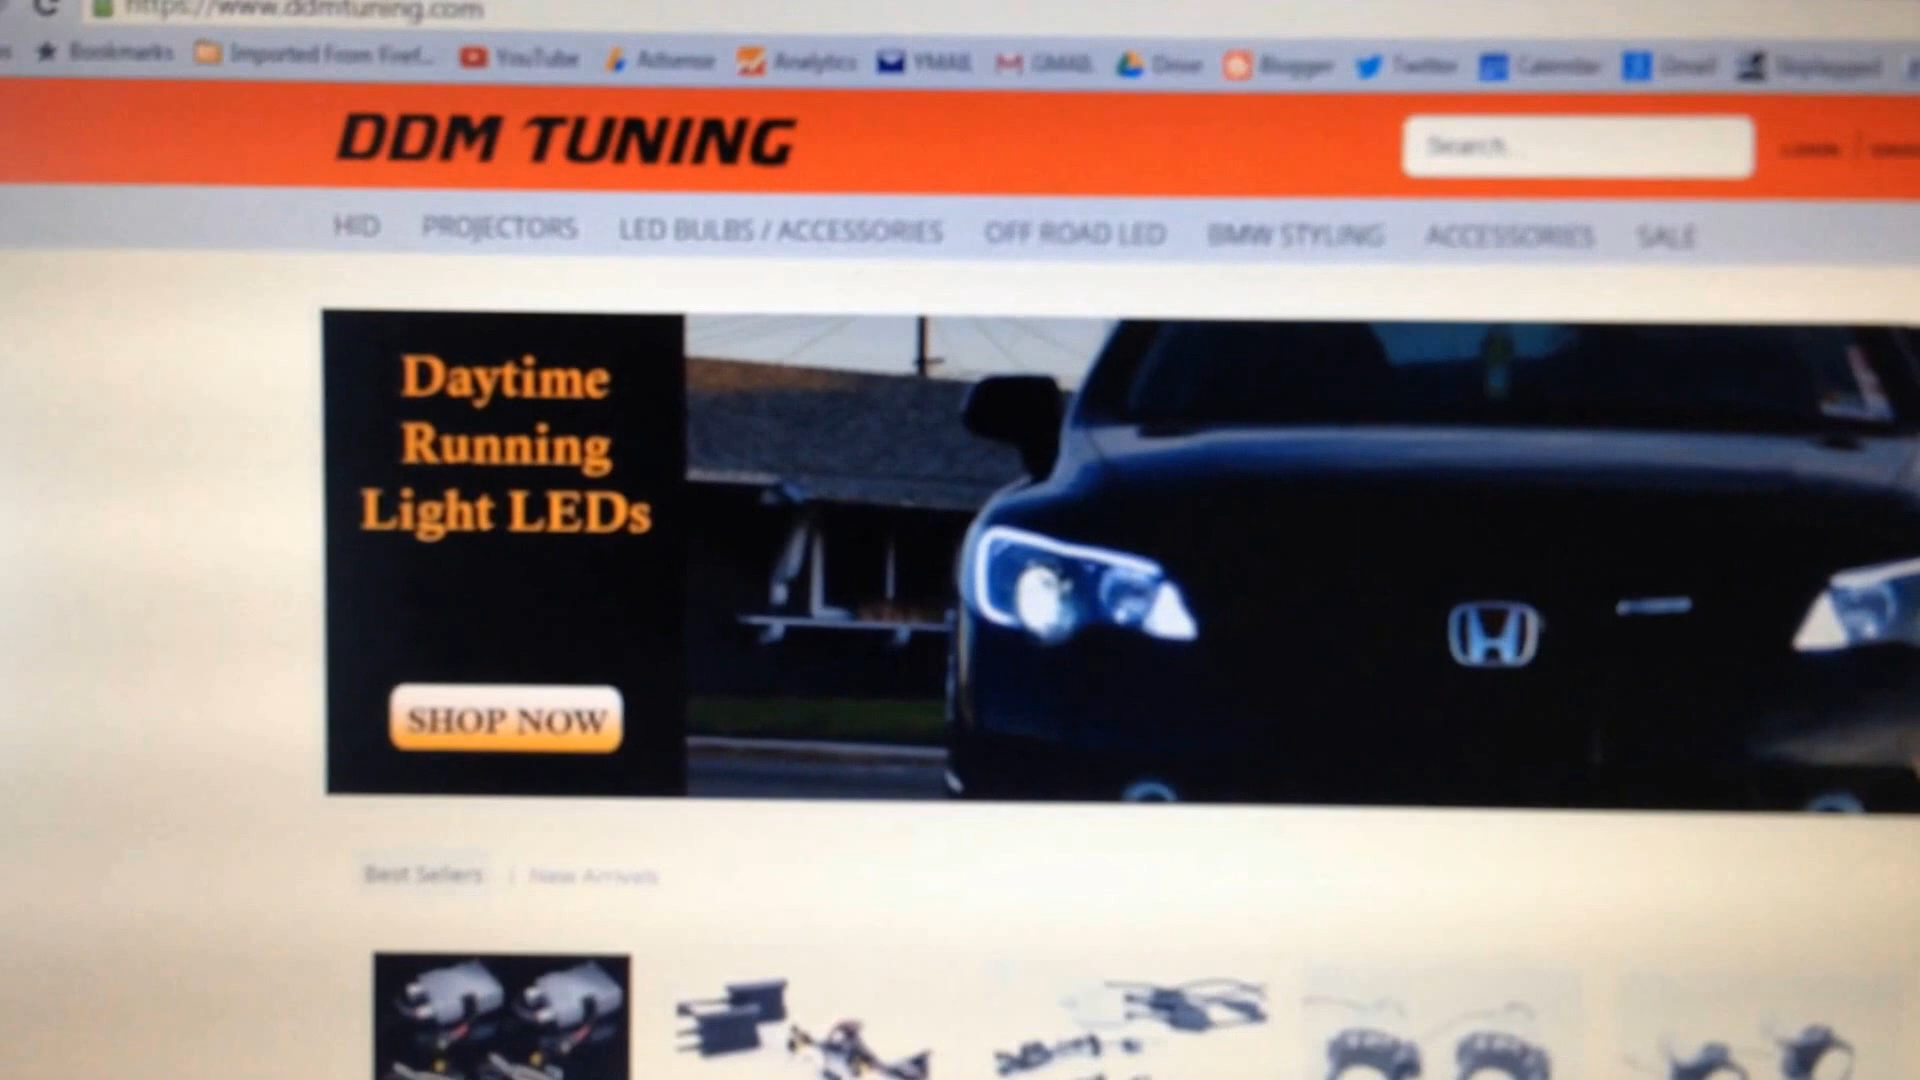 https://www.ddmtuning.com
Bookmarks Imported From Firef... YouTube AdSense Analytics YMAIL GMAIL Drive Blogger Twitter Calendar Gmail
DDM TUNING
Search...
HID PROJECTORS LED BULBS / ACCESSORIES OFF ROAD LED BMW STYLING ACCESSORIES SALE
Daytime
Running
Light LEDs
SHOP NOW
Best Sellers | New Arrivals